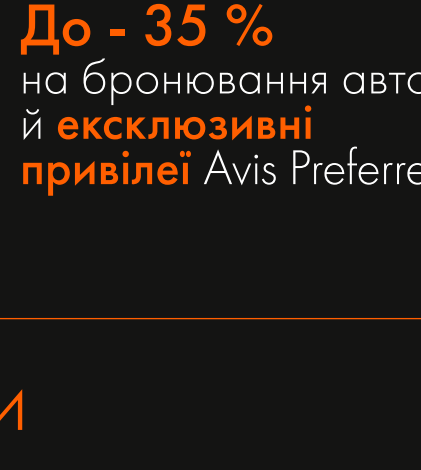 До - 35 %
на бронювання авто
й ексклюзивні
привілеї Avis Preferre
и